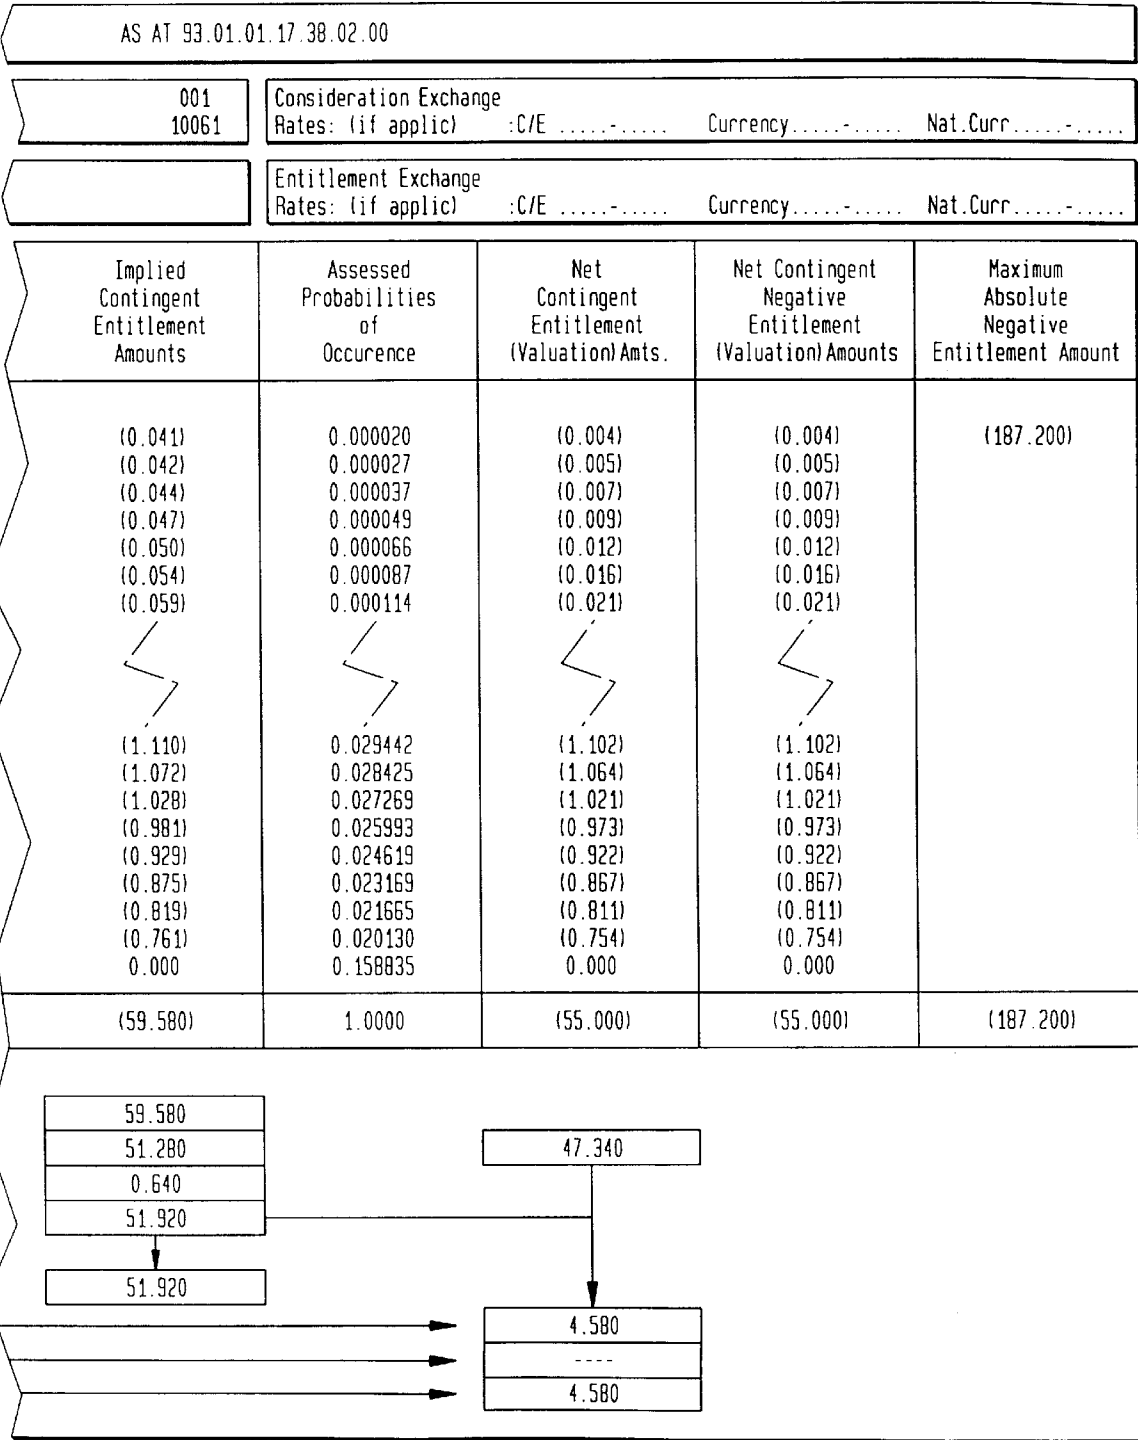 AS AT 93.01.01.17.38.02.00
001
10061
Consideration Exchange
Rates: (if applic) :C/E .....-..... Currency.....-..... Nat.Curr.....-.....
Entitlement Exchange
Rates: (if applic) :C/E .....-..... Currency.....-..... Nat.Curr.....-.....
Implied Contingent Entitlement Amounts
Assessed Probabilities of Occurence
Net Contingent Entitlement (Valuation)Amts.
Net Contingent Negative Entitlement (Valuation)Amounts
Maximum Absolute Negative Entitlement Amount
(0.041) 0.000020 (0.004) (0.004) (187.200)
(0.042) 0.000027 (0.005) (0.005)
(0.044) 0.000037 (0.007) (0.007)
(0.047) 0.000049 (0.009) (0.009)
(0.050) 0.000066 (0.012) (0.012)
(0.054) 0.000087 (0.016) (0.016)
(0.059) 0.000114 (0.021) (0.021)
(1.110) 0.029442 (1.102) (1.102)
(1.072) 0.028425 (1.064) (1.064)
(1.028) 0.027269 (1.021) (1.021)
(0.981) 0.025993 (0.973) (0.973)
(0.929) 0.024619 (0.922) (0.922)
(0.875) 0.023169 (0.867) (0.867)
(0.819) 0.021665 (0.811) (0.811)
(0.761) 0.020130 (0.754) (0.754)
0.000 0.158835 0.000 0.000
(59.580) 1.0000 (55.000) (55.000) (187.200)
59.580
51.280 47.340
0.640
51.920
51.920
4.580
----
4.580